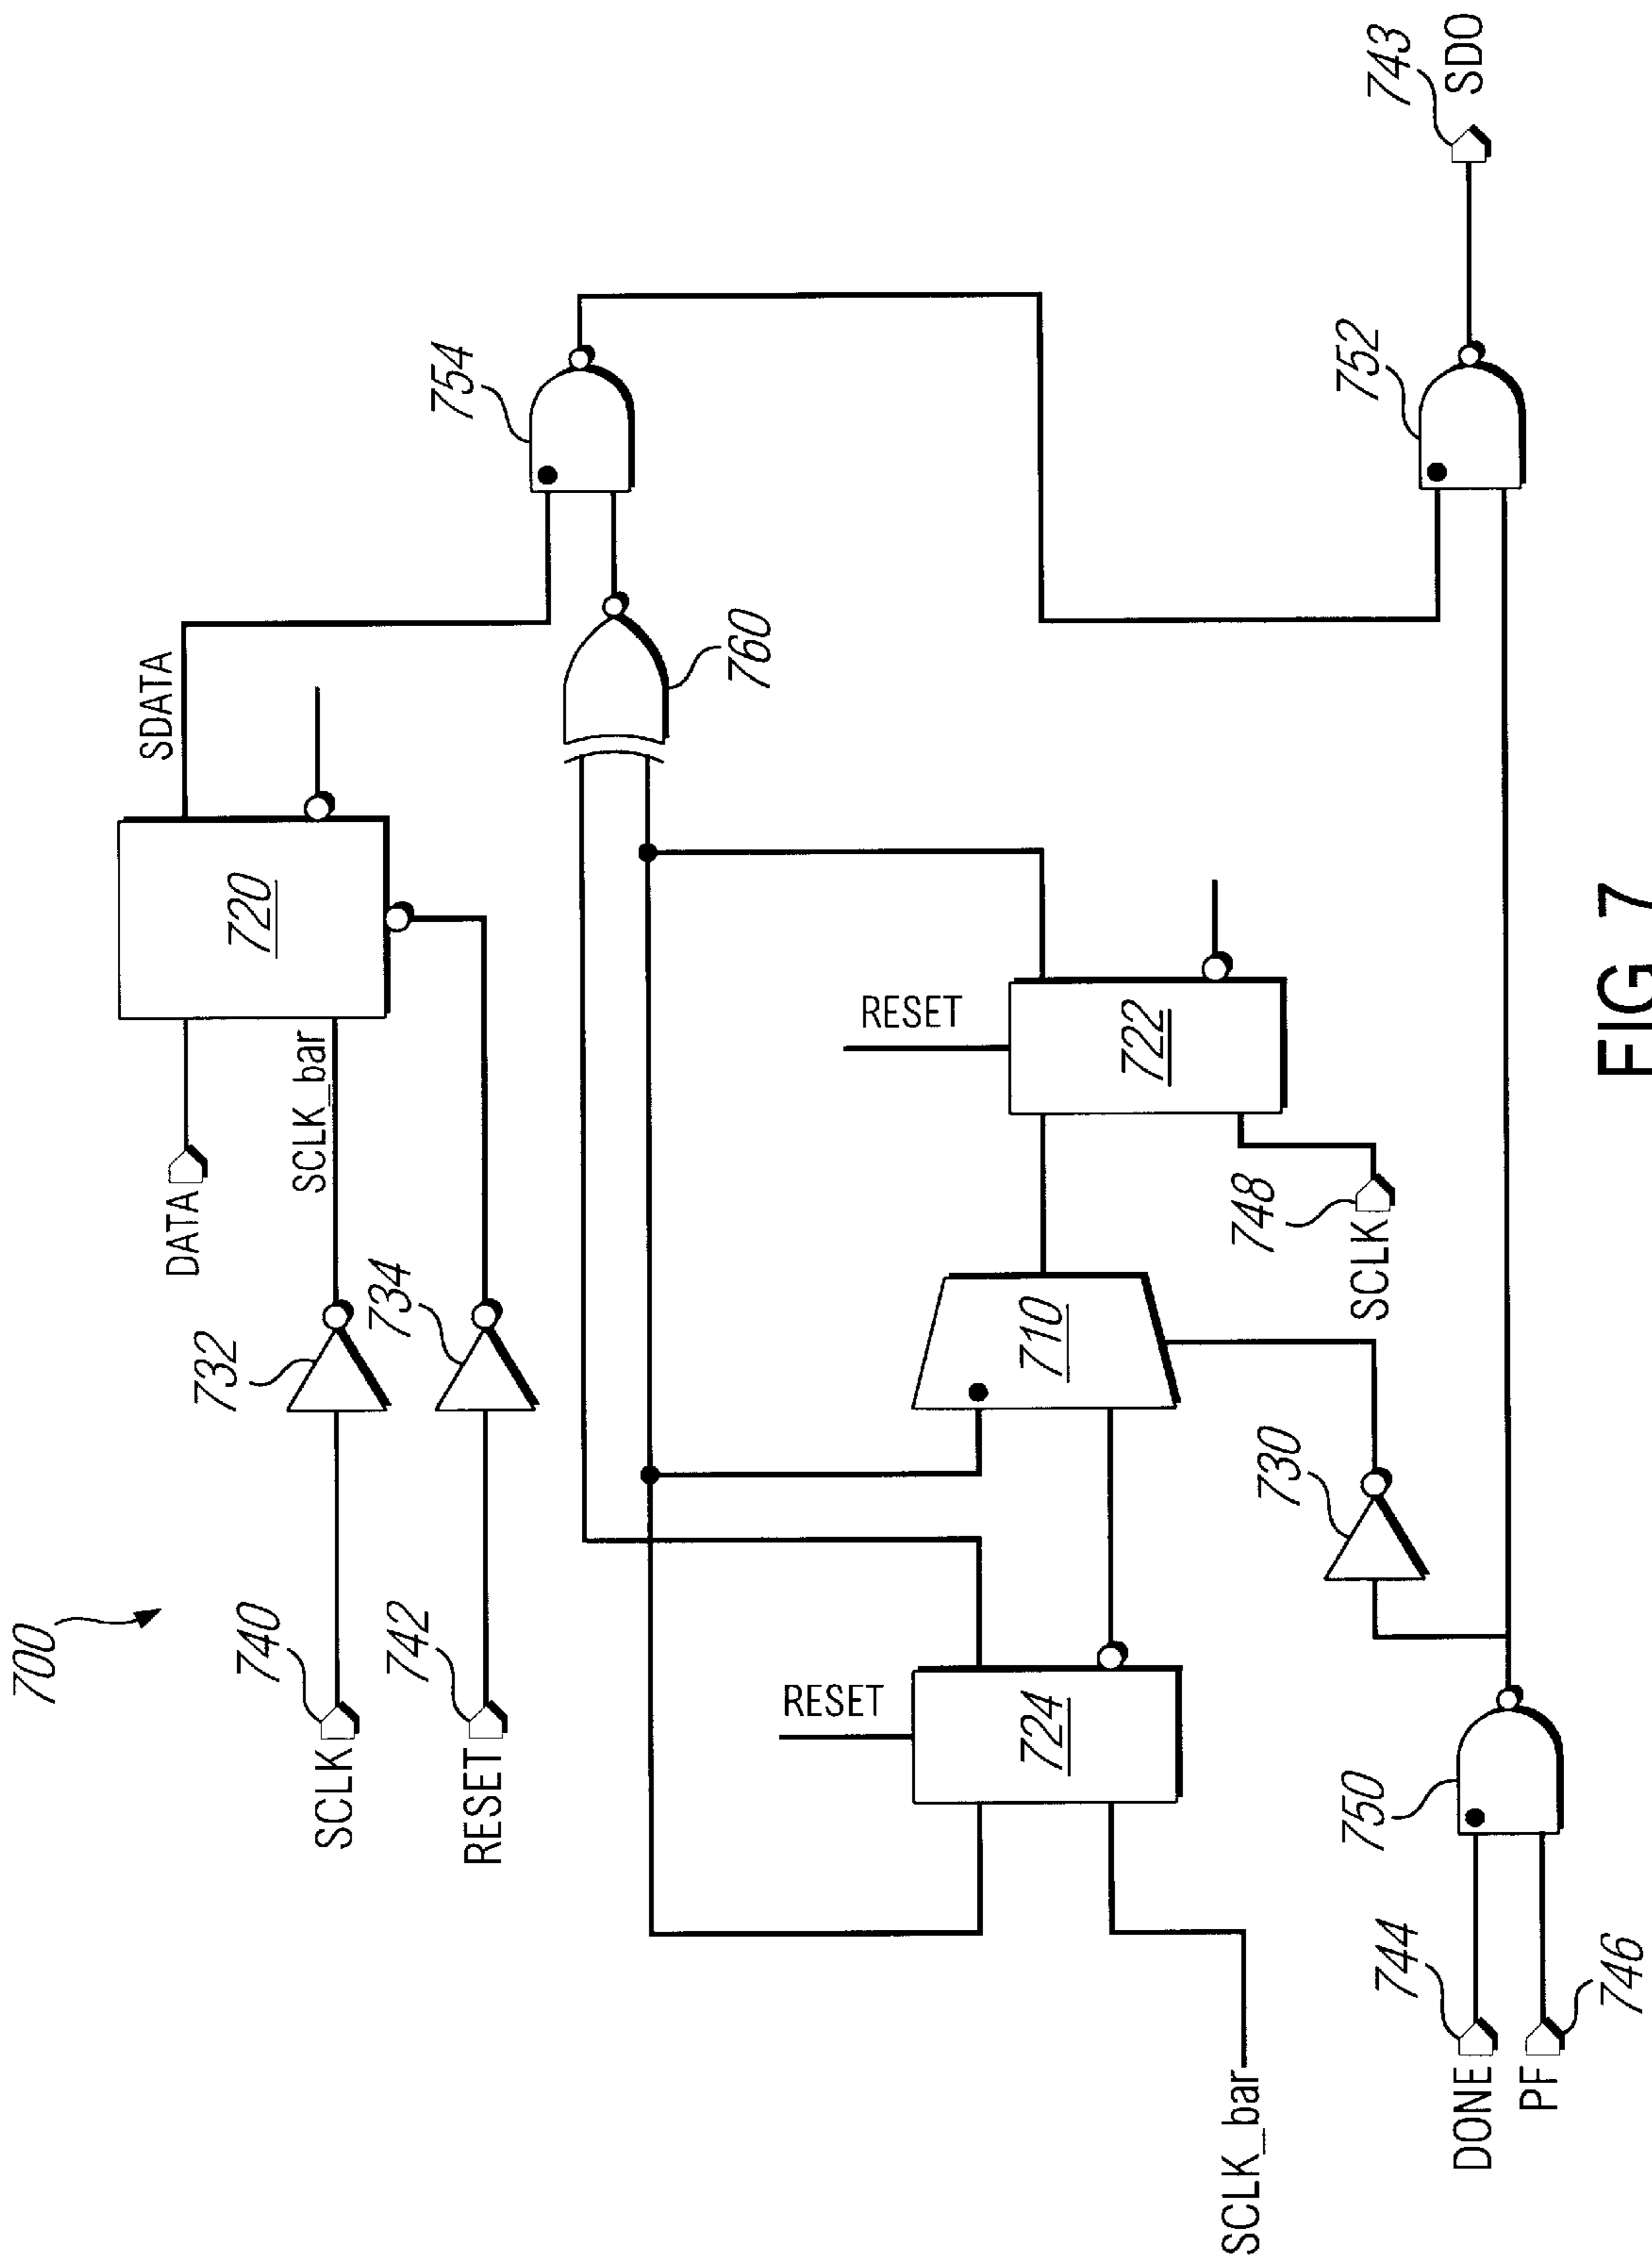 700
740
SCLK
732
SCLK_bar
DATA
720
SDATA
742
RESET
734
754
760
RESET
724
SCLK_bar
710
RESET
722
748
SCLK
730
744
DONE
PF
746
750
752
743
SDO
FIG 7